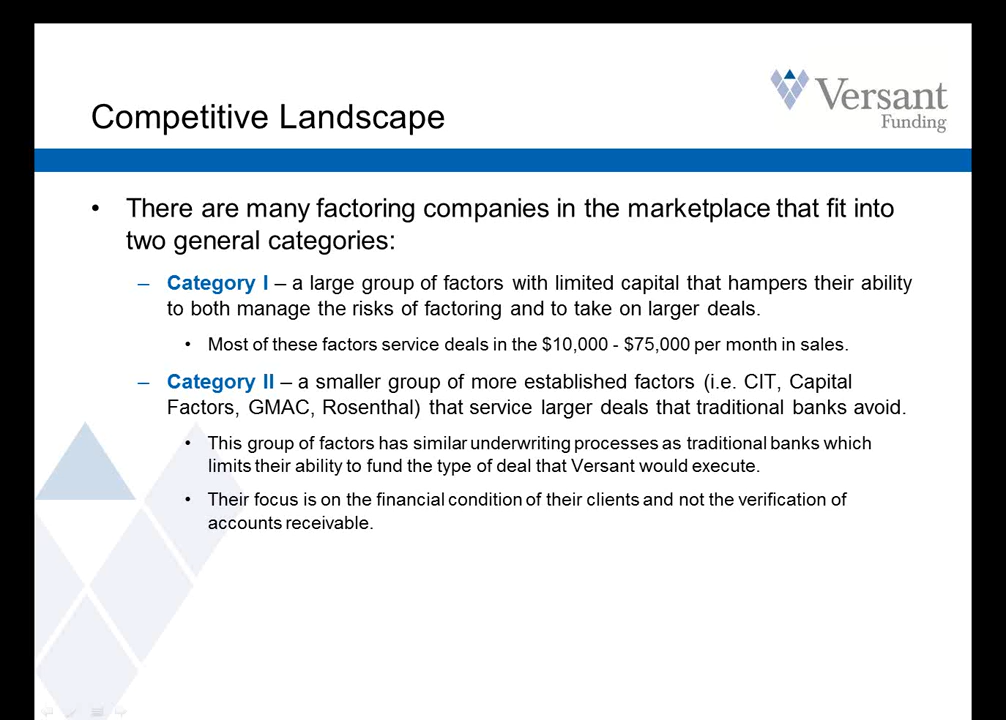 Versant
Funding
Competitive Landscape
• There are many factoring companies in the marketplace that fit into
two general categories:
– Category I – a large group of factors with limited capital that hampers their ability
to both manage the risks of factoring and to take on larger deals.
• Most of these factors service deals in the $10,000 - $75,000 per month in sales.
– Category II – a smaller group of more established factors (i.e. CIT, Capital
Factors, GMAC, Rosenthal) that service larger deals that traditional banks avoid.
• This group of factors has similar underwriting processes as traditional banks which
limits their ability to fund the type of deal that Versant would execute.
• Their focus is on the financial condition of their clients and not the verification of
accounts receivable.